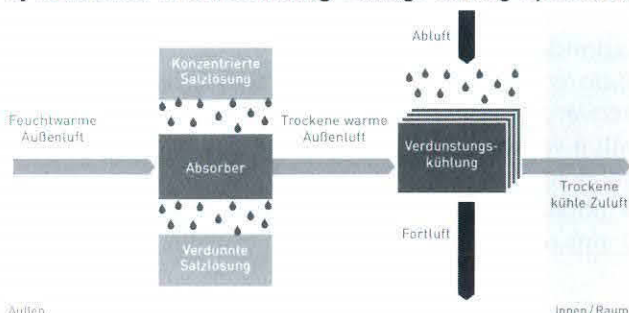 Abluft
Konzentrierte
Salzlösung
Feuchtwarme
Außenluft
Trockene warme
Außenluft
Absorber
Verdunstungs-
kühlung
Trockene
kühle Zuluft
Verdünnte
Salzlösung
Fortluft
Außen
Innen/Raum